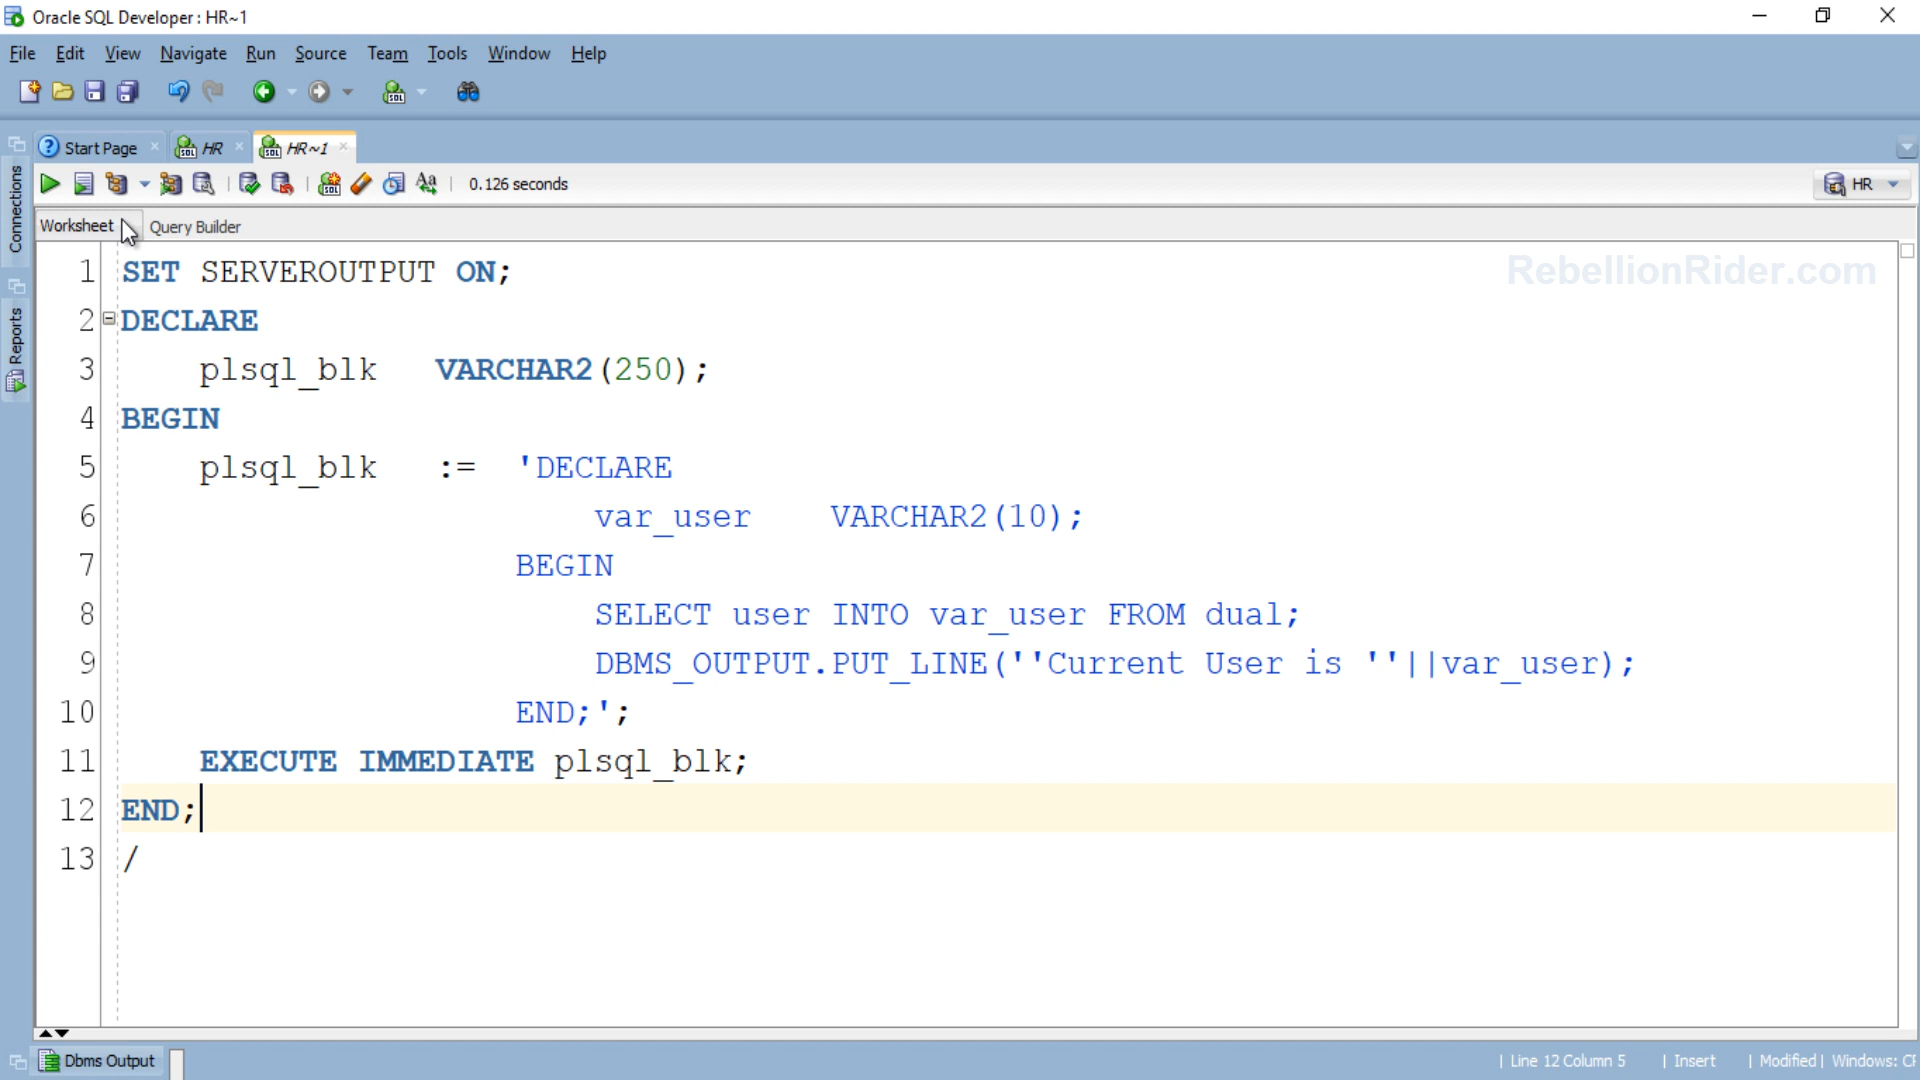 Oracle SQL Developer : HR~1
File Edit View Navigate Run Source Team Tools Window Help
Start Page HR HR~1
0.126 seconds HR
Worksheet Query Builder
Connections
Reports
RebellionRider.com
1 SET SERVEROUTPUT ON;
2 DECLARE
3 plsql_blk VARCHAR2(250);
4 BEGIN
5 plsql_blk := 'DECLARE
6 var_user VARCHAR2(10);
7 BEGIN
8 SELECT user INTO var_user FROM dual;
9 DBMS_OUTPUT.PUT_LINE(''Current User is ''||var_user);
10 END;';
11 EXECUTE IMMEDIATE plsql_blk;
12 END;
13 /
Dbms Output | Line 12 Column 5 | Insert | Modified | Windows: